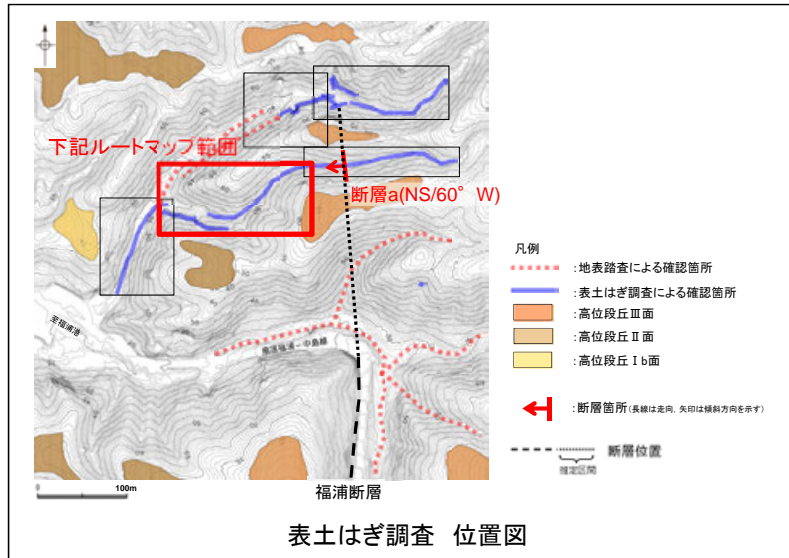 下記ルートマップ範囲
断層a(NS/60°W)
至福浦港
福浦断層
0 100m
凡例
:地表踏査による確認箇所
:表土はぎ調査による確認箇所
:高位段丘Ⅲ面
:高位段丘Ⅱ面
:高位段丘Ⅰb面
:断層箇所(長線は走向, 矢印は傾斜方向を示す)
断層位置
推定区間
表土はぎ調査 位置図